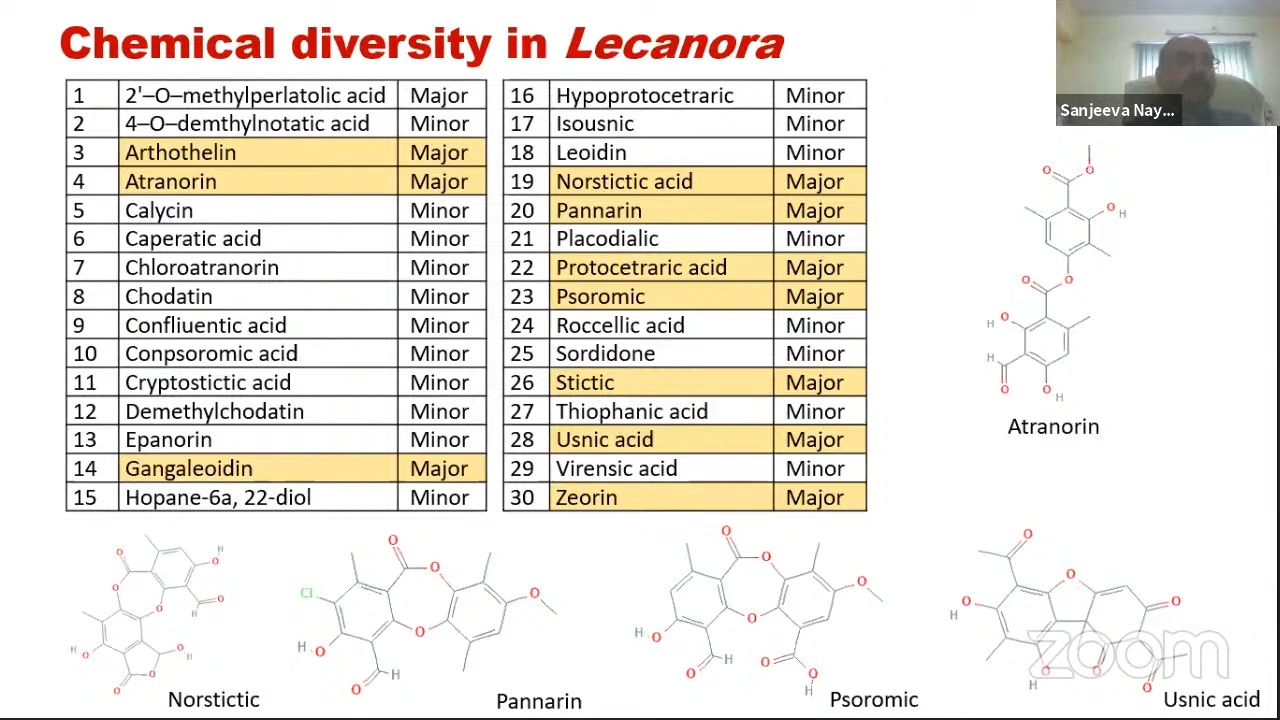 Chemical diversity in Lecanora
Sanjeeva Nay...
1 2'–O–methylperlatolic acid Major
2 4–O–demthylnotatic acid Minor
3 Arthothelin Major
4 Atranorin Major
5 Calycin Minor
6 Caperatic acid Minor
7 Chloroatranorin Minor
8 Chodatin Minor
9 Confliuentic acid Minor
10 Conpsoromic acid Minor
11 Cryptostictic acid Minor
12 Demethylchodatin Minor
13 Epanorin Minor
14 Gangaleoidin Major
15 Hopane-6a, 22-diol Minor
16 Hypoprotocetraric Minor
17 Isousnic Minor
18 Leoidin Minor
19 Norstictic acid Major
20 Pannarin Major
21 Placodialic Minor
22 Protocetraric acid Major
23 Psoromic Major
24 Roccellic acid Minor
25 Sordidone Minor
26 Stictic Major
27 Thiophanic acid Minor
28 Usnic acid Major
29 Virensic acid Minor
30 Zeorin Major
O O
O H
O O
O H
H O
O H
Atranorin
O H O O O H O H O O H O O
Norstictic
O O Cl O O H O H O
Pannarin
O O O O H O H O O O H
Psoromic
O O O H O O H O O
Usnic acid
zoom